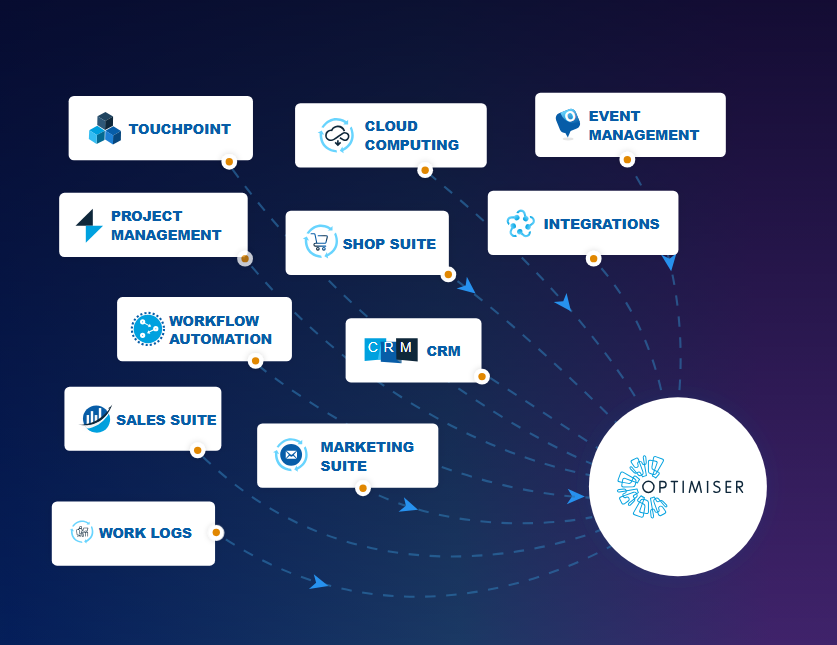 TOUCHPOINT
CLOUD
COMPUTING
EVENT
MANAGEMENT
PROJECT
MANAGEMENT
SHOP SUITE
INTEGRATIONS
WORKFLOW
AUTOMATION
CRM
CRM
SALES SUITE
MARKETING
SUITE
WORK LOGS
OPTIMISER